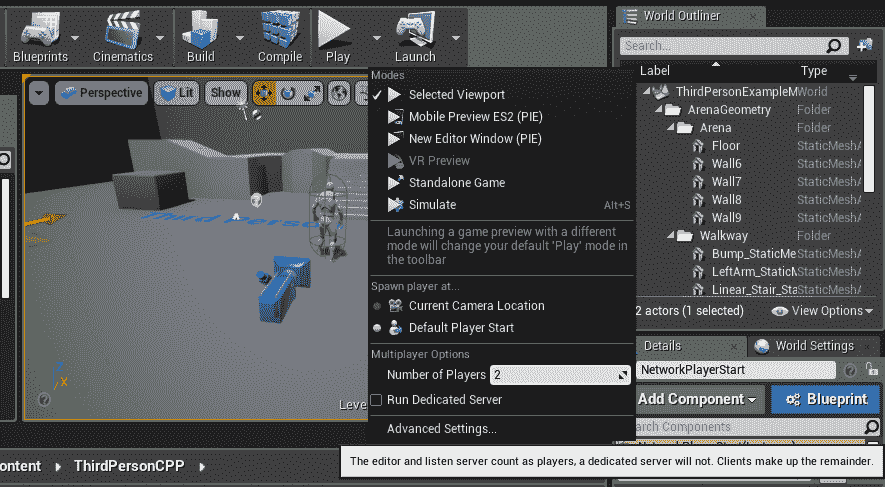 World Outliner
Blueprints
Cinematics
Build
Compile
Play
Launch
Search...
Label
Type
Modes
Selected Viewport
Mobile Preview ES2 (PIE)
New Editor Window (PIE)
VR Preview
Standalone Game
Simulate
Alt+S
Launching a game preview with a different
mode will change your default 'Play' mode in
the toolbar
Spawn player at...
Current Camera Location
Default Player Start
Multiplayer Options
Number of Players 2
Run Dedicated Server
Advanced Settings...
The editor and listen server count as players, a dedicated server will not. Clients make up the remainder.
Perspective
Lit
Show
Third Person
Leve
X
ontent
ThirdPersonCPP
ThirdPersonExampleM World
ArenaGeometry Folder
Arena Folder
Floor StaticMeshA
Wall6 StaticMeshA
Wall7 StaticMeshA
Wall8 StaticMeshA
Wall9 StaticMeshA
Walkway Folder
Bump_StaticMe StaticMeshA
LeftArm_StaticM StaticMeshA
Linear_Stair_Sta StaticMeshA
2 actors (1 selected)
View Options
Details
World Settings
NetworkPlayerStart
Add Component
Blueprint
earch Components